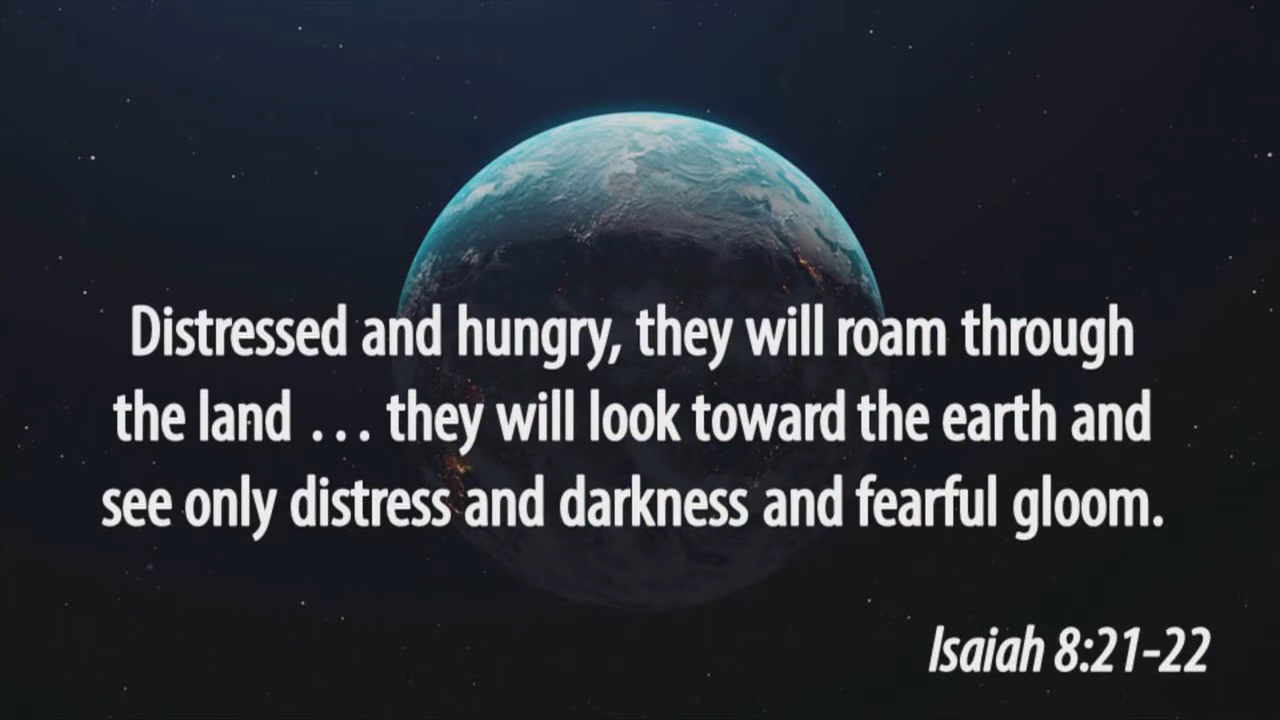 Distressed and hungry, they will roam through
the land . . . they will look toward the earth and
see only distress and darkness and fearful gloom.
Isaiah 8:21-22